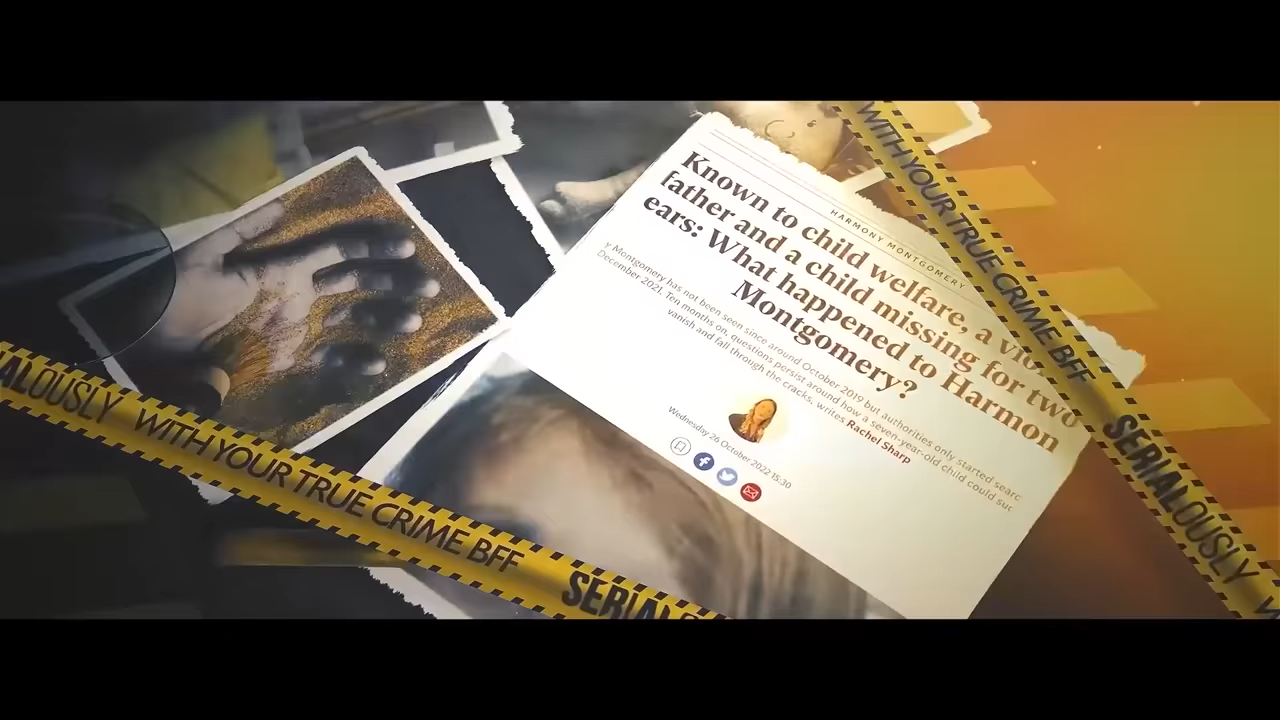 HARMONY MONTGOMERY
Known to child welfare, a vio
father and a child missing for two
ears: What happened to Harmon
Montgomery?
y Montgomery has not been seen since around October 2019 but authorities only started searc
December 2021. Ten months on, questions persist around how a seven-year-old child could suc
vanish and fall through the cracks, writes Rachel Sharp
Wednesday 26 October 2022 15:30
WITH YOUR TRUE CRIME BFF
SERIALOUSLY
ALOUSLY WITH YOUR TRUE CRIME BFF SERIAL